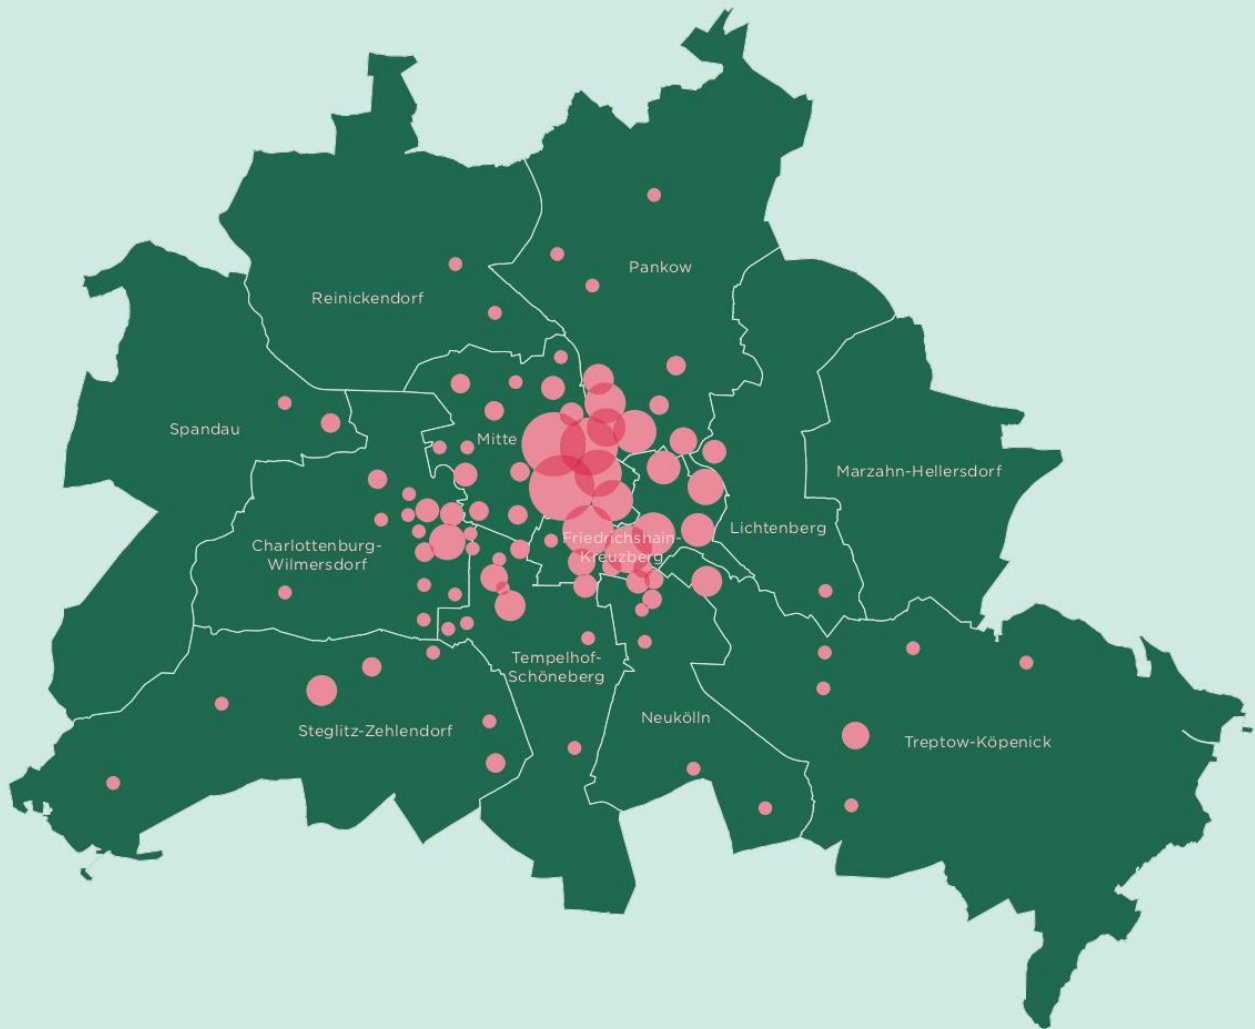 Pankow
Reinickendorf
Spandau
Mitte
Marzahn-Hellersdorf
Lichtenberg
Charlottenburg-
Wilmersdorf
Friedrichshain-
Kreuzberg
Tempelhof-
Schöneberg
Neukölln
Steglitz-Zehlendorf
Treptow-Köpenick